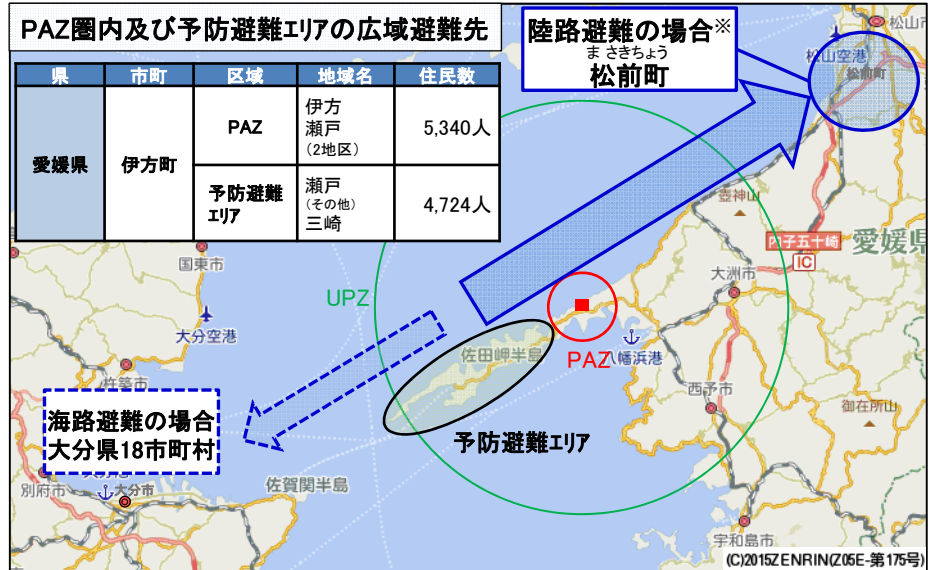 PAZ圏内及び予防避難エリアの広域避難先
陸路避難の場合※
まさきちょう
松前町
県 市町 区域 地域名 住民数
愛媛県 伊方町 PAZ 伊方 瀬戸 (2地区) 5,340人
予防避難エリア 瀬戸 (その他) 三崎 4,724人
松山市
松山空港
松前町
壺神山
内子五十崎
IC
愛媛県
大洲市
国東市
大分空港
UPZ
PAZ
佐田岬半島
八幡浜港
杵築市
西予市
御在所山
海路避難の場合
大分県18市町村
予防避難エリア
別府市
大分市
佐賀関半島
宇和島市
(C)2015ZENRIN(Z05E-第175号)